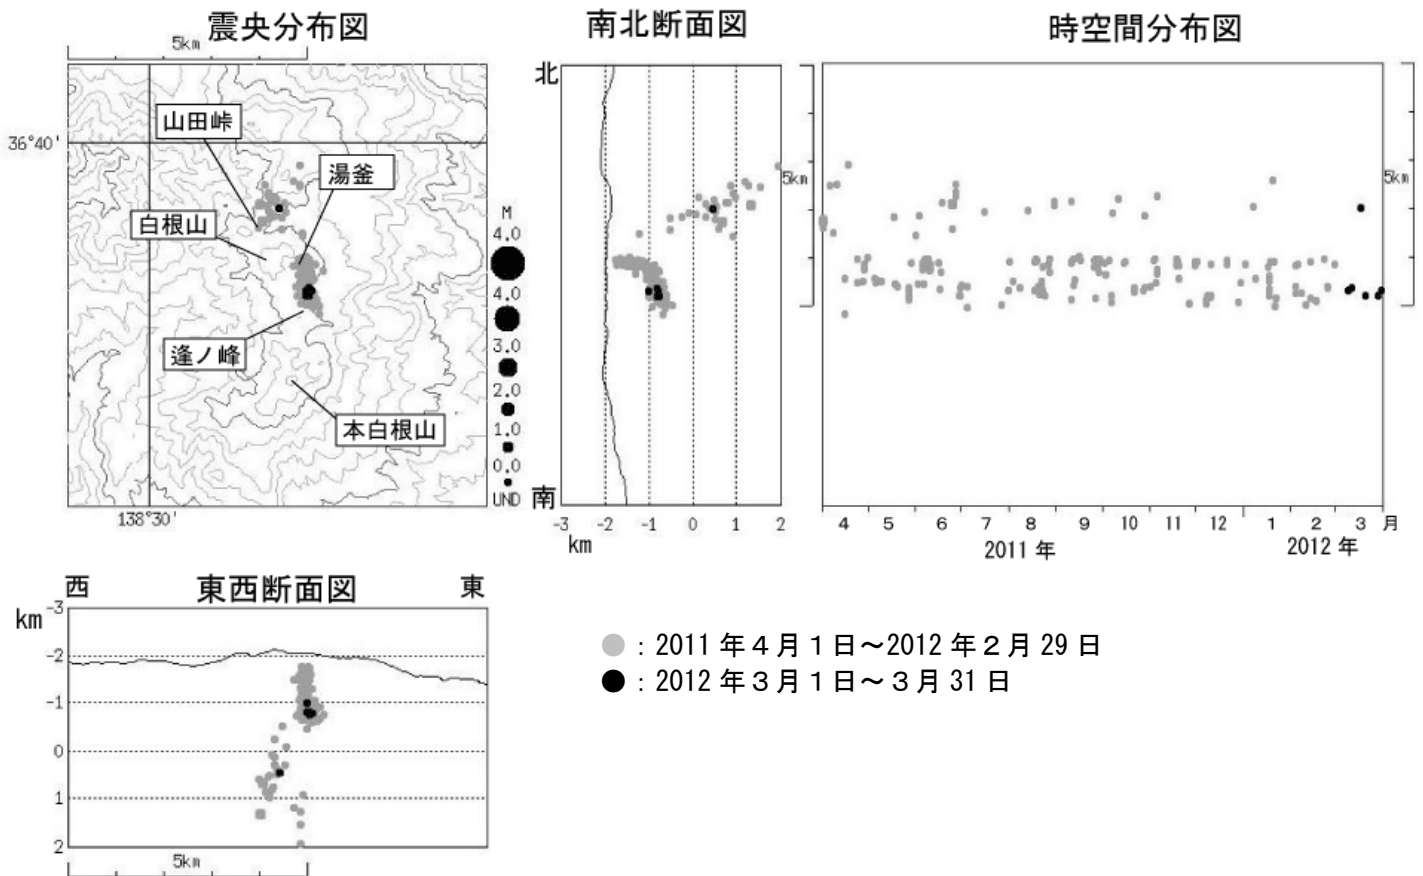 震央分布図
5km
36°40'
138°30'
山田峠
湯釜
白根山
逢ノ峰
本白根山
M
4.0
4.0
3.0
2.0
1.0
0.0
UND
南北断面図
北
南
5km
-3 -2 -1 0 1 2
km
時空間分布図
5km
4 5 6 7 8 9 10 11 12 1 2 3 月
2011 年 2012 年
西 東西断面図 東
km
-3
-2
-1
0
1
2
5km
: 2011 年４月１日～2012 年２月 29 日
: 2012 年３月１日～３月 31 日